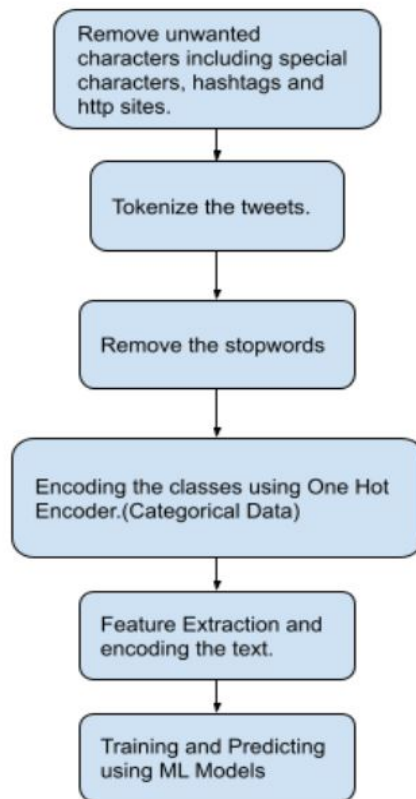 Remove unwanted
characters including special
characters, hashtags and
http sites.
Tokenize the tweets.
Remove the stopwords
Encoding the classes using One Hot
Encoder.(Categorical Data)
Feature Extraction and
encoding the text.
Training and Predicting
using ML Models